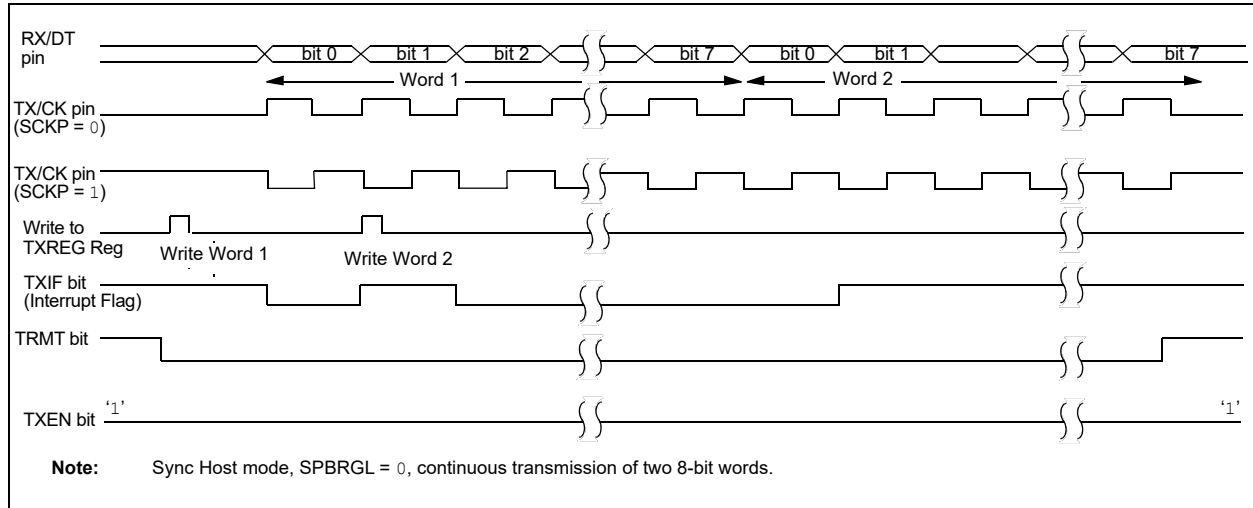 RX/DT
pin
bit 0 bit 1 bit 2 bit 7 bit 0 bit 1 bit 7
Word 1 Word 2
TX/CK pin
(SCKP = 0)
TX/CK pin
(SCKP = 1)
Write to
TXREG Reg
Write Word 1 Write Word 2
TXIF bit
(Interrupt Flag)
TRMT bit
TXEN bit ‘1’ ‘1’
Note: Sync Host mode, SPBRGL = 0, continuous transmission of two 8-bit words.